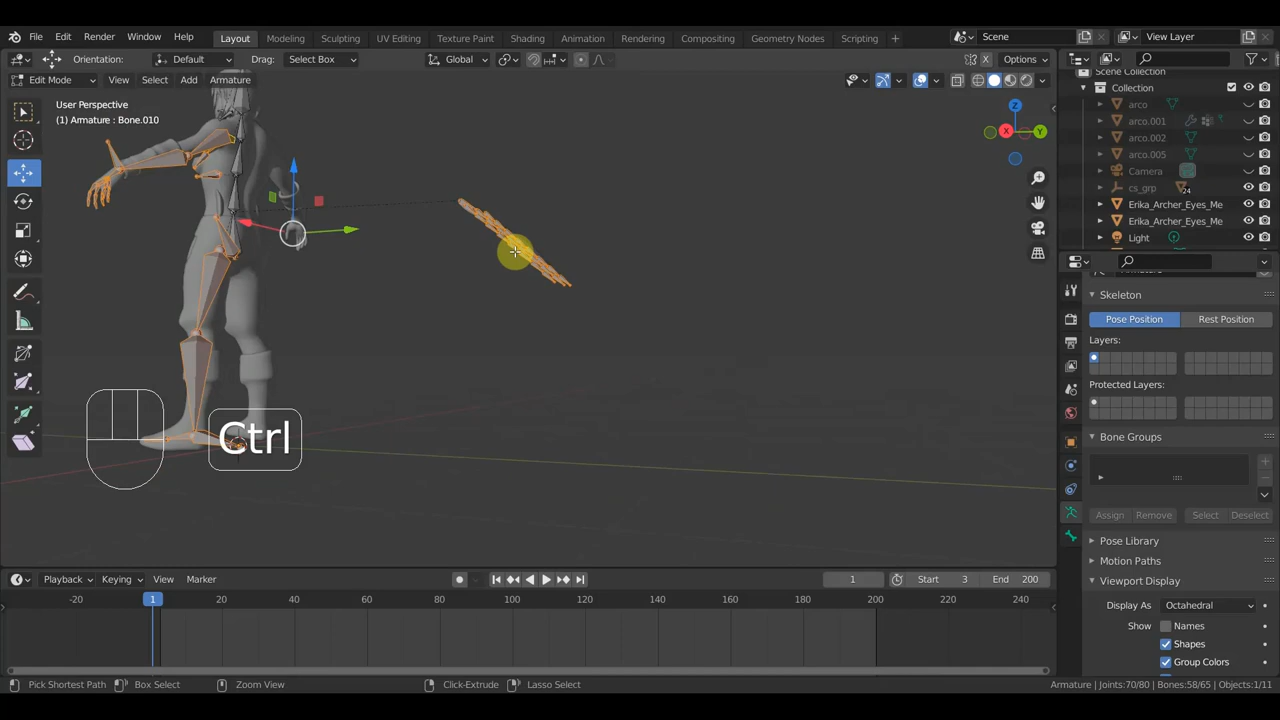 File Edit Render Window Help Layout Modeling Sculpting UV Editing Texture Paint Shading Animation Rendering Compositing Geometry Nodes Scripting + Scene View Layer
Orientation: Default Drag: Select Box Global Options
Edit Mode View Select Add Armature
User Perspective
(1) Armature : Bone.010
Scene Collection
Collection
arco
arco.001
arco.002
arco.005
Camera
cs_grp 24
Erika_Archer_Eyes_Me
Erika_Archer_Eyes_Me
Light
X
Y
Z
Skeleton
Pose Position Rest Position
Layers:
Protected Layers:
Bone Groups
Assign Remove Select Deselect
Pose Library
Motion Paths
Viewport Display
Display As Octahedral
Show Names
Shapes
Group Colors
Ctrl
Playback Keying View Marker 1 Start 3 End 200
-20 1 20 40 60 80 100 120 140 160 180 200 220 240
Pick Shortest Path Box Select Zoom View Click-Extrude Lasso Select Armature | Joints:70/80 | Bones:58/65 | Objects:1/11